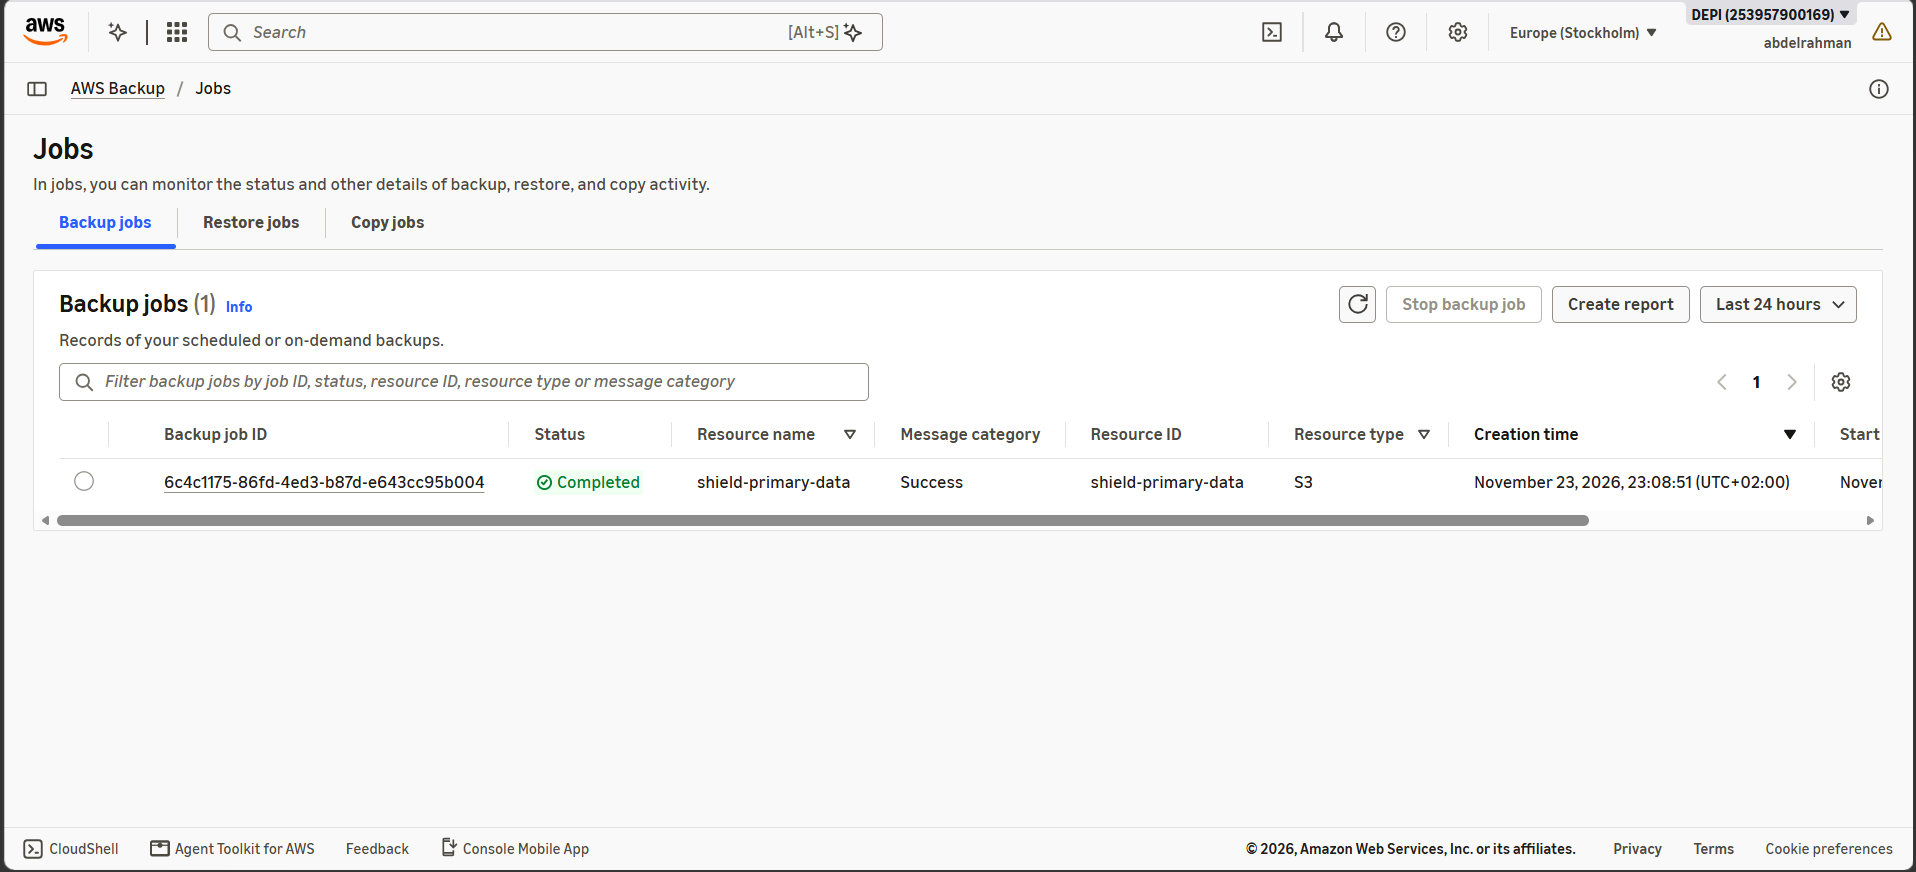 aws
Search [Alt+S]
Europe (Stockholm) ▼
DEPI (253957900169) ▼
abdelrahman
AWS Backup / Jobs
Jobs
In jobs, you can monitor the status and other details of backup, restore, and copy activity.
Backup jobs Restore jobs Copy jobs
Backup jobs (1) Info
Stop backup job Create report Last 24 hours
Records of your scheduled or on-demand backups.
Filter backup jobs by job ID, status, resource ID, resource type or message category
1
Backup job ID Status Resource name Message category Resource ID Resource type Creation time Start
6c4c1175-86fd-4ed3-b87d-e643cc95b004 Completed shield-primary-data Success shield-primary-data S3 November 23, 2026, 23:08:51 (UTC+02:00) Nover
CloudShell Agent Toolkit for AWS Feedback Console Mobile App © 2026, Amazon Web Services, Inc. or its affiliates. Privacy Terms Cookie preferences